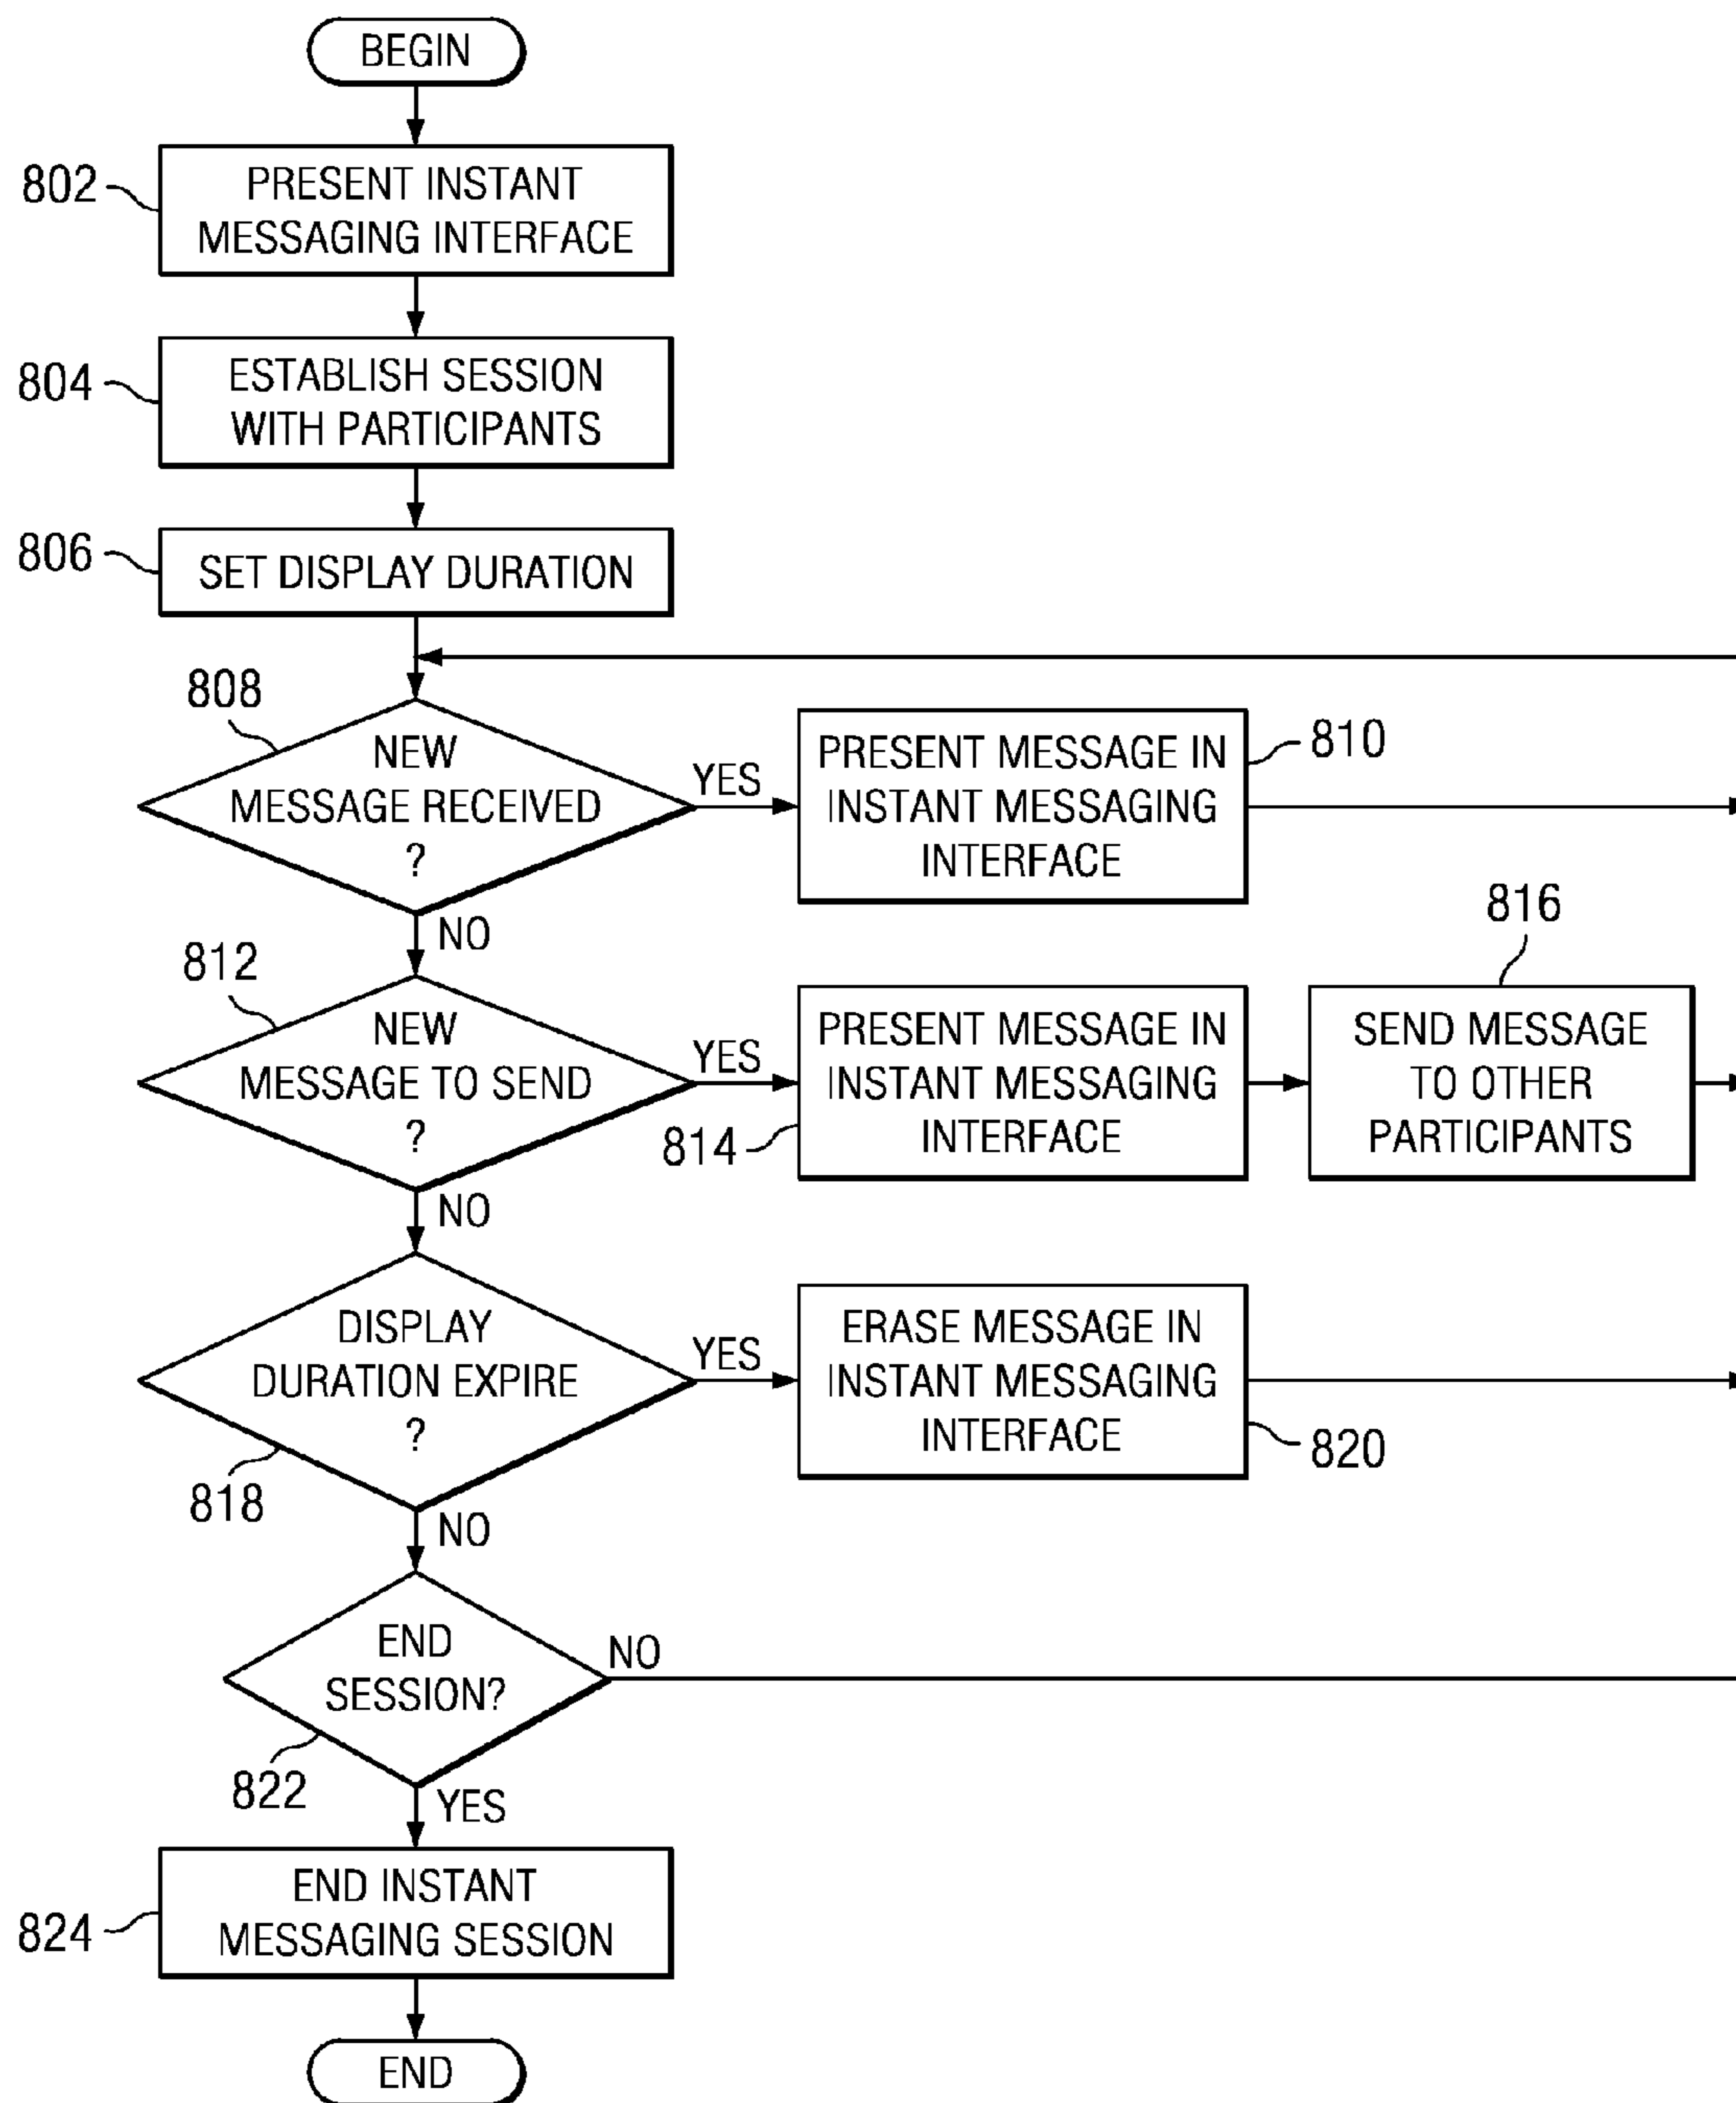 BEGIN
802
PRESENT INSTANT
MESSAGING INTERFACE
804
ESTABLISH SESSION
WITH PARTICIPANTS
806
SET DISPLAY DURATION
808
NEW
MESSAGE RECEIVED
?
YES
PRESENT MESSAGE IN
INSTANT MESSAGING
INTERFACE
810
NO
812
NEW
MESSAGE TO SEND
?
YES
PRESENT MESSAGE IN
INSTANT MESSAGING
INTERFACE
814
816
SEND MESSAGE
TO OTHER
PARTICIPANTS
NO
DISPLAY
DURATION EXPIRE
?
818
YES
ERASE MESSAGE IN
INSTANT MESSAGING
INTERFACE
820
NO
END
SESSION?
NO
822
YES
824
END INSTANT
MESSAGING SESSION
END